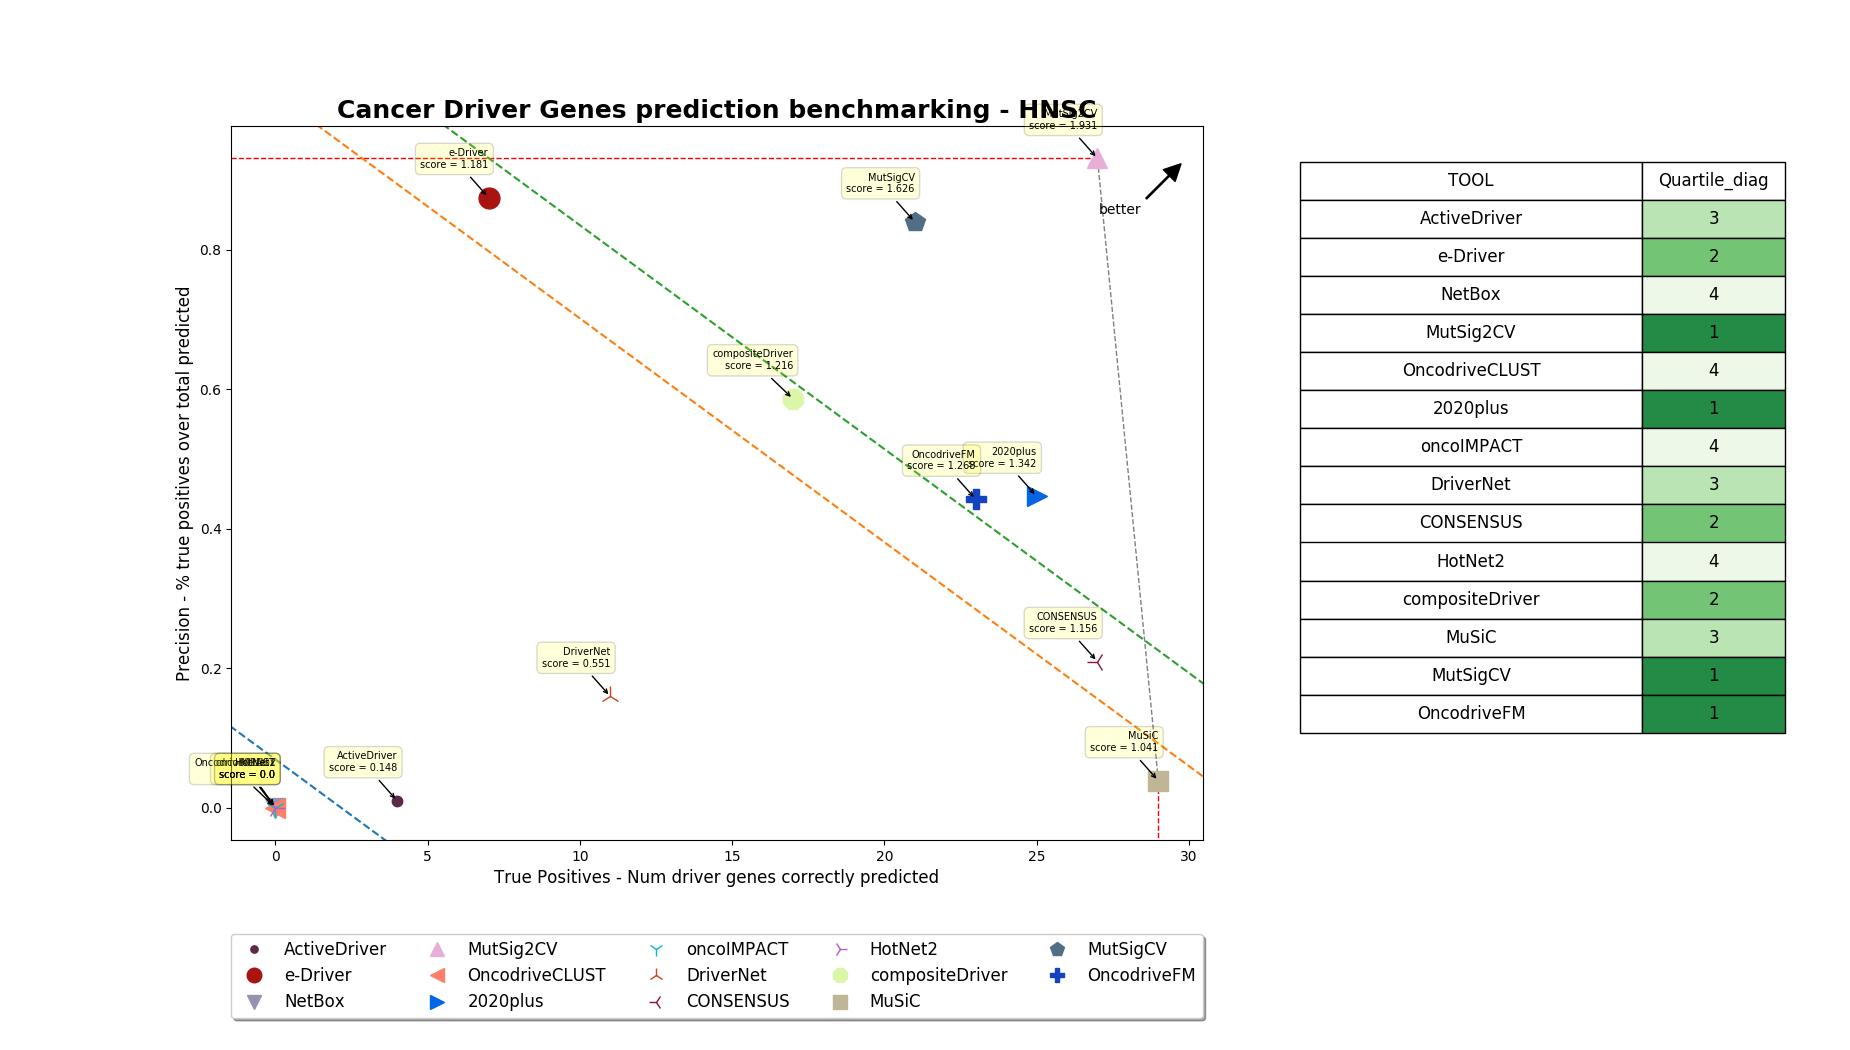 Cancer Driver Genes prediction benchmarking - HNSC
score = 1.931
e-Driver
score = 1.181
MutSigCV
score = 1.626
better
compositeDriver
score = 1.216
OncodriveFM
score = 1.268
2020plus
score = 1.342
CONSENSUS
score = 1.156
DriverNet
score = 0.551
MuSiC
score = 1.041
ActiveDriver
score = 0.148
score = 0.0
Precision - % true positives over total predicted
0.8
0.6
0.4
0.2
0.0
0 5 10 15 20 25 30
True Positives - Num driver genes correctly predicted
ActiveDriver MutSig2CV oncoIMPACT HotNet2 MutSigCV
e-Driver OncodriveCLUST DriverNet compositeDriver OncodriveFM
NetBox 2020plus CONSENSUS MuSiC
TOOL Quartile_diag
ActiveDriver 3
e-Driver 2
NetBox 4
MutSig2CV 1
OncodriveCLUST 4
2020plus 1
oncoIMPACT 4
DriverNet 3
CONSENSUS 2
HotNet2 4
compositeDriver 2
MuSiC 3
MutSigCV 1
OncodriveFM 1